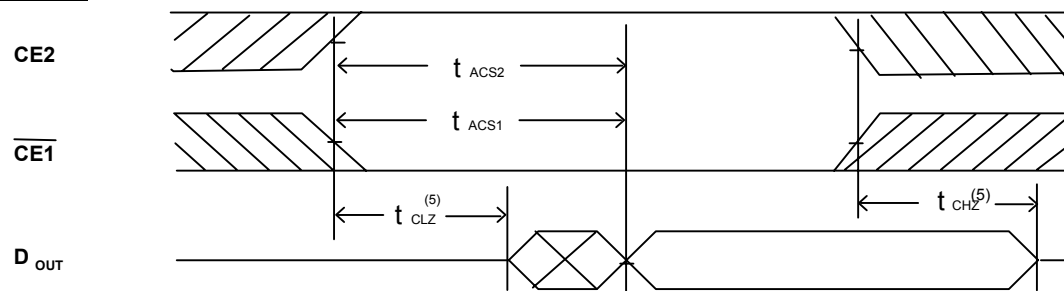 CE2
t ACS2
t ACS1
CE1
t CLZ (5)
t CHZ (5)
D OUT